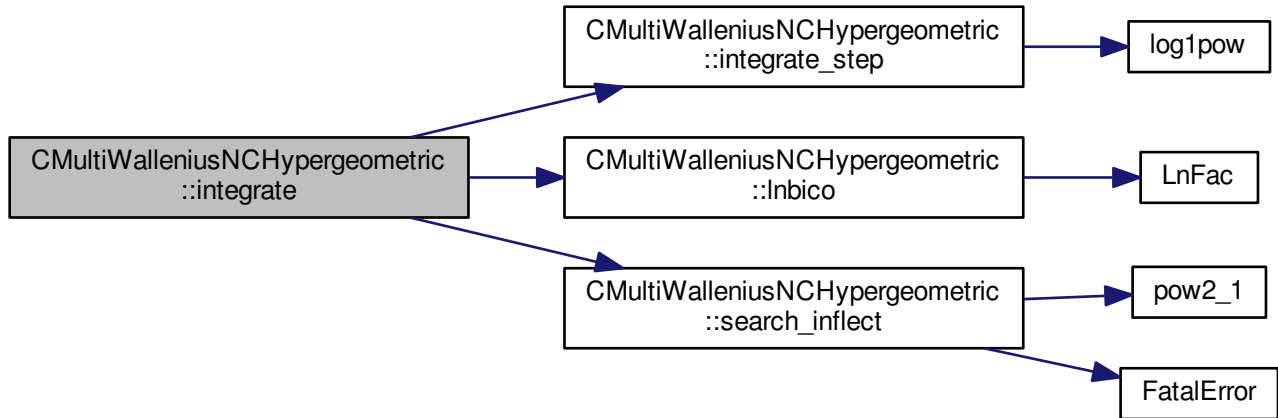 CMultiWalleniusNCHypergeometric
::integrate
CMultiWalleniusNCHypergeometric
::integrate_step
log1pow
CMultiWalleniusNCHypergeometric
::lnbico
LnFac
CMultiWalleniusNCHypergeometric
::search_inflect
pow2_1
FatalError